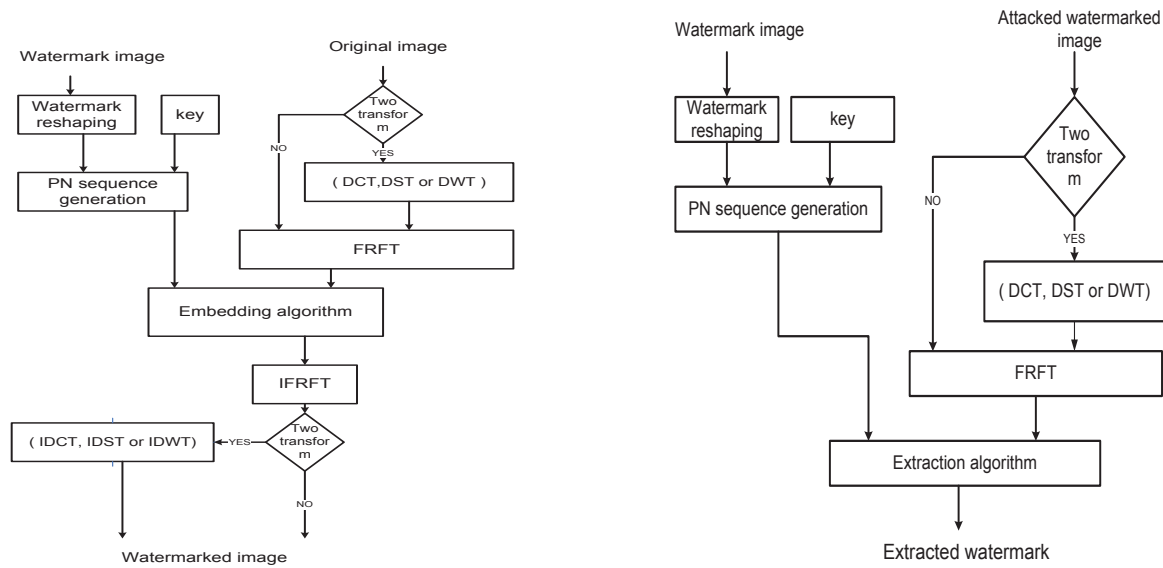 Watermark image
Original image
Watermark
reshaping
key
Two
transfor
m
NO
YES
PN sequence
generation
( DCT,DST or DWT )
FRFT
Embedding algorithm
IFRFT
( IDCT, IDST or IDWT)
YES
Two
transfor
m
NO
Watermarked image
Watermark image
Attacked watermarked
image
Watermark
reshaping
key
Two
transfor
m
NO
YES
PN sequence generation
( DCT, DST or DWT)
FRFT
Extraction algorithm
Extracted watermark